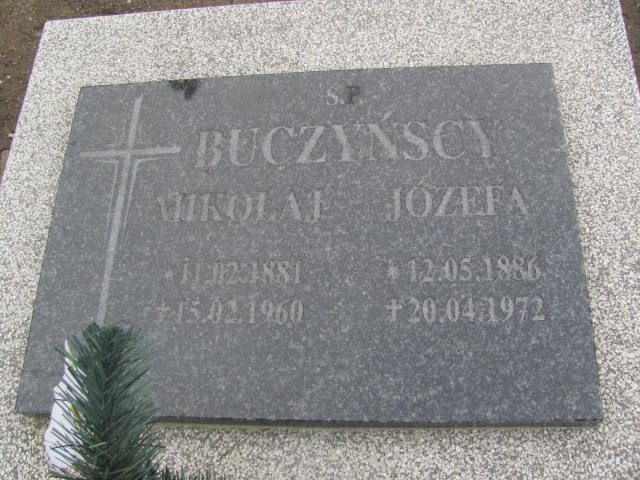 Ś.P.
BUCZYŃSCY
MIKOŁAJ JÓZEFA
* 11.02.1881 * 12.05.1886
✝ 15.02.1960 ✝ 20.04.1972